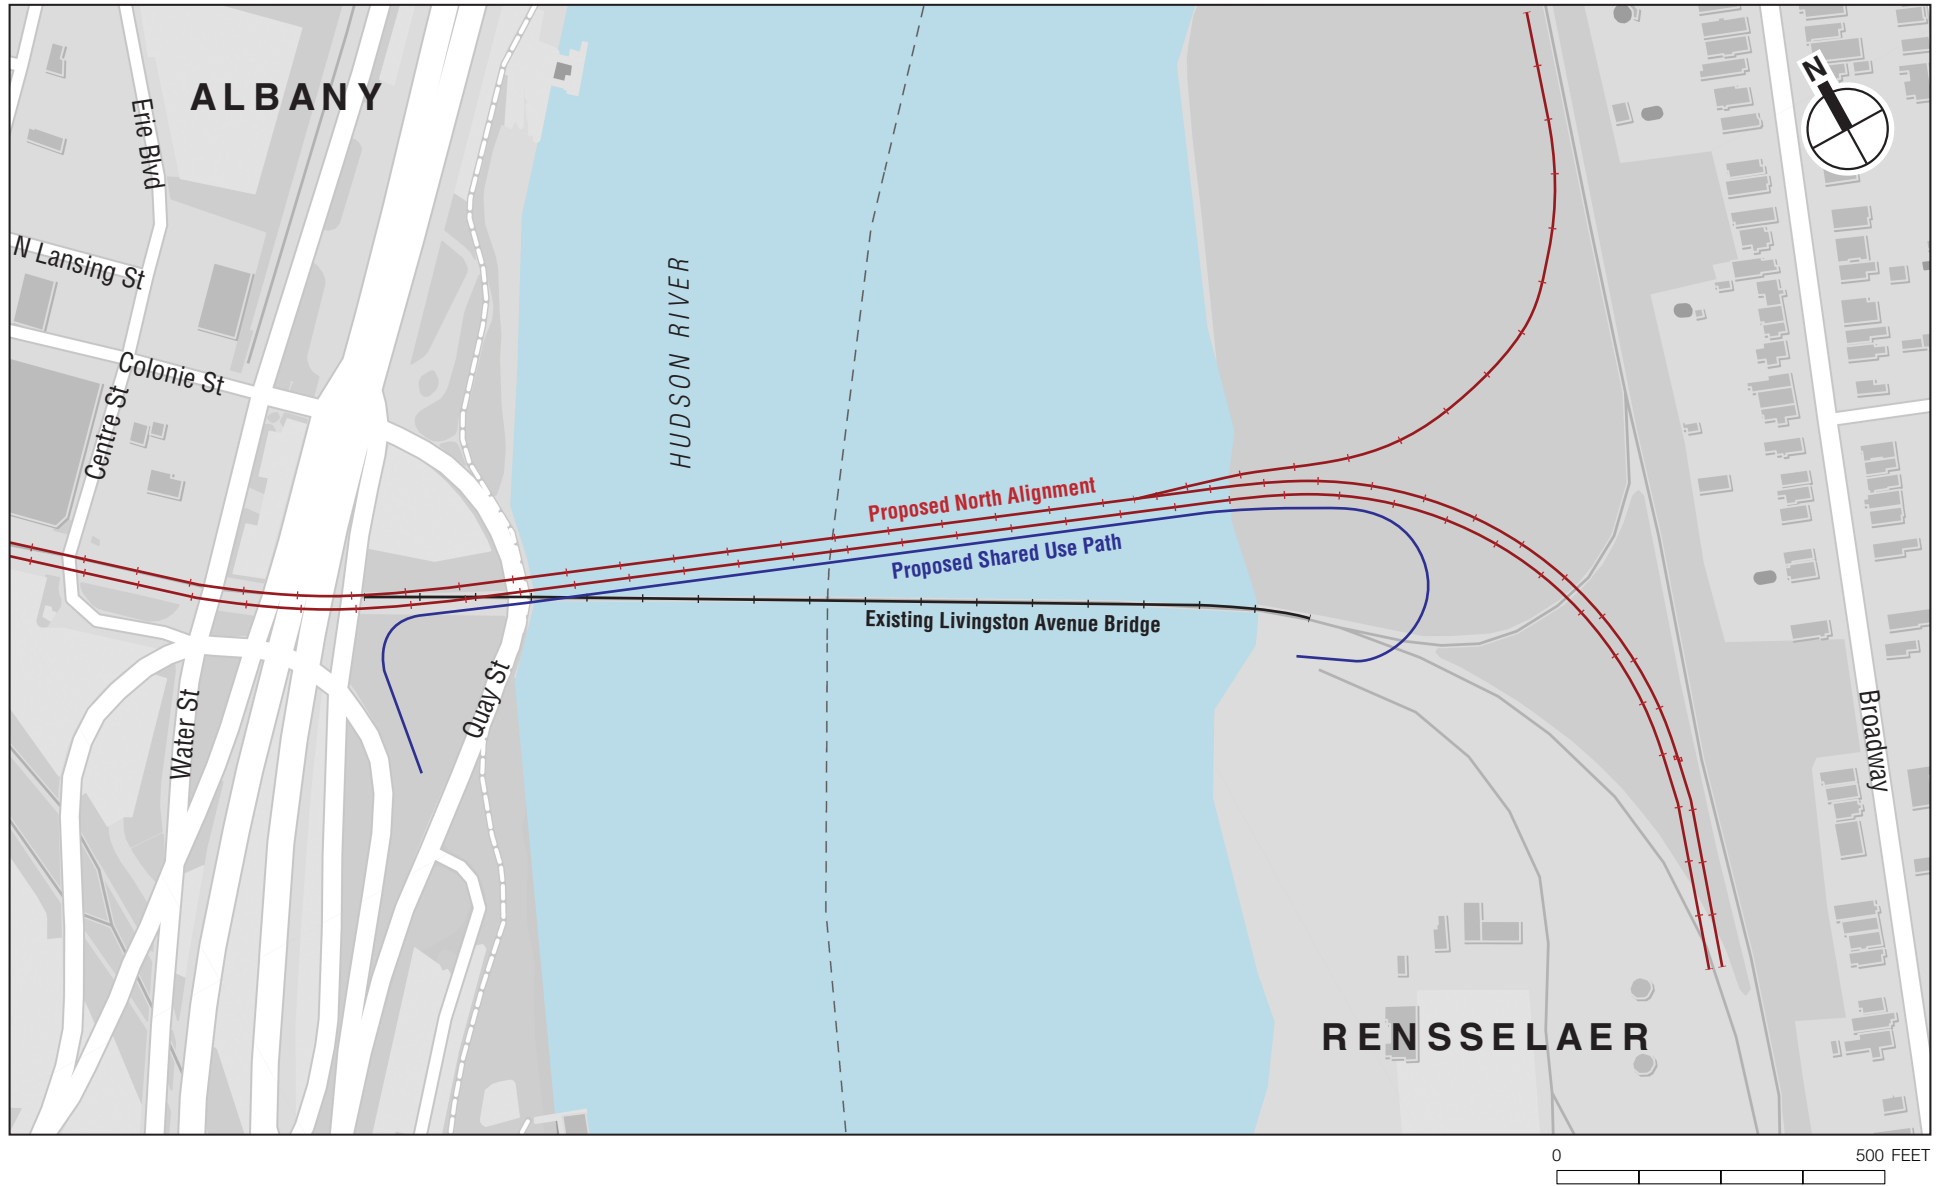 ALBANY
Erie Blvd
N
N Lansing St
HUDSON RIVER
Colonie St
Centre St
Proposed North Alignment
Proposed Shared Use Path
Existing Livingston Avenue Bridge
Quay St
Water St
Broadway
RENSSELAER
0 500 FEET